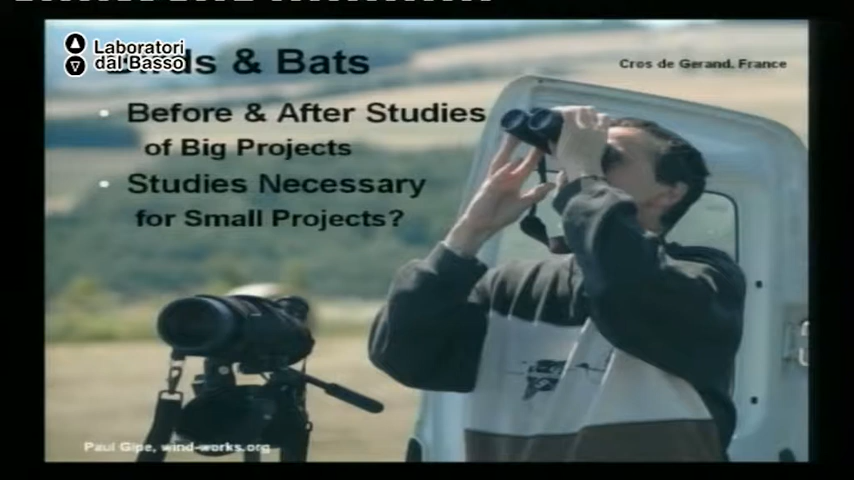 Laboratori
dal Basso
& Bats
Cros de Gerand, France
Before & After Studies
of Big Projects
Studies Necessary
for Small Projects?
Paul Gipe, wind-works.org